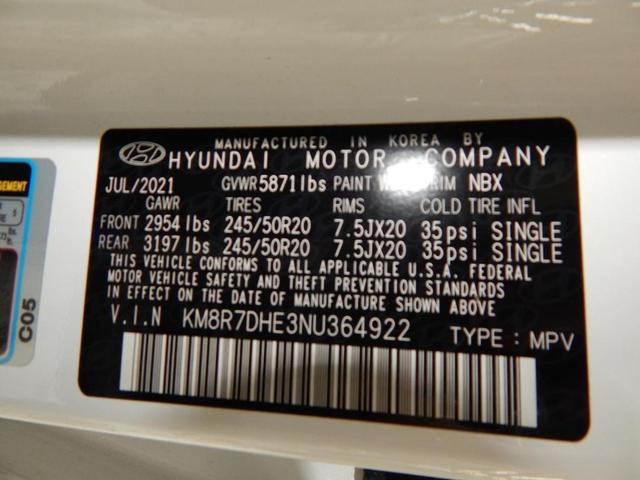 MANUFACTURED IN KOREA BY
HYUNDAI MOTOR COMPANY
JUL/2021 GVWR 5871lbs PAINT TRIM NBX
GAWR TIRES RIMS COLD TIRE INFL
FRONT 2954 lbs 245/50R20 7.5JX20 35psi SINGLE
REAR 3197 lbs 245/50R20 7.5JX20 35psi SINGLE
THIS VEHICLE CONFORMS TO ALL APPLICABLE U.S.A. FEDERAL
MOTOR VEHICLE SAFETY AND THEFT PREVENTION STANDARDS
IN EFFECT ON THE DATE OF MANUFACTURE SHOWN ABOVE
V.I.N KM8R7DHE3NU364922 TYPE : MPV
C05